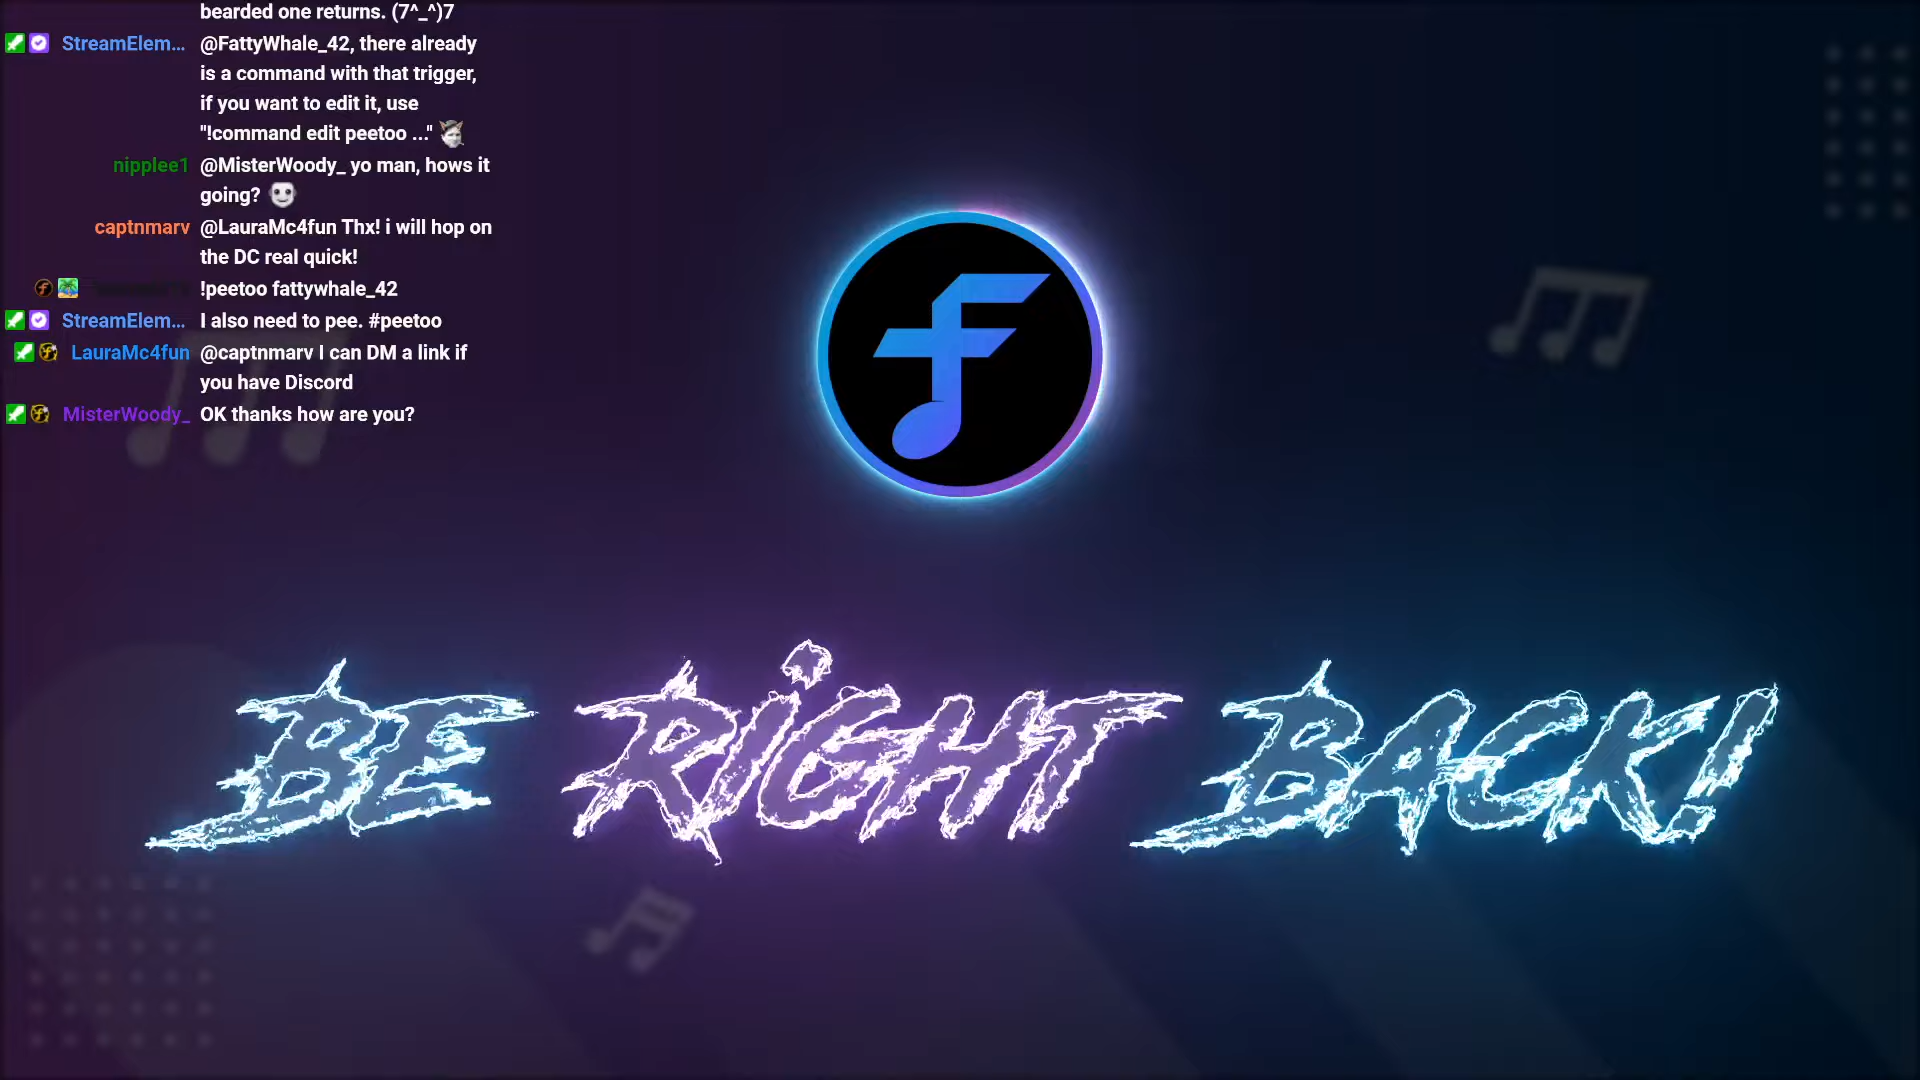 bearded one returns. (7^_^)7
StreamElem... @FattyWhale_42, there already
is a command with that trigger,
if you want to edit it, use
"!command edit peetoo ..."
nipplee1 @MisterWoody_ yo man, hows it
going?
captnmarv @LauraMc4fun Thx! i will hop on
the DC real quick!
!peetoo fattywhale_42
StreamElem... I also need to pee. #peetoo
LauraMc4fun @captnmarv I can DM a link if
you have Discord
MisterWoody_ OK thanks how are you?
BE RIGHT BACK!